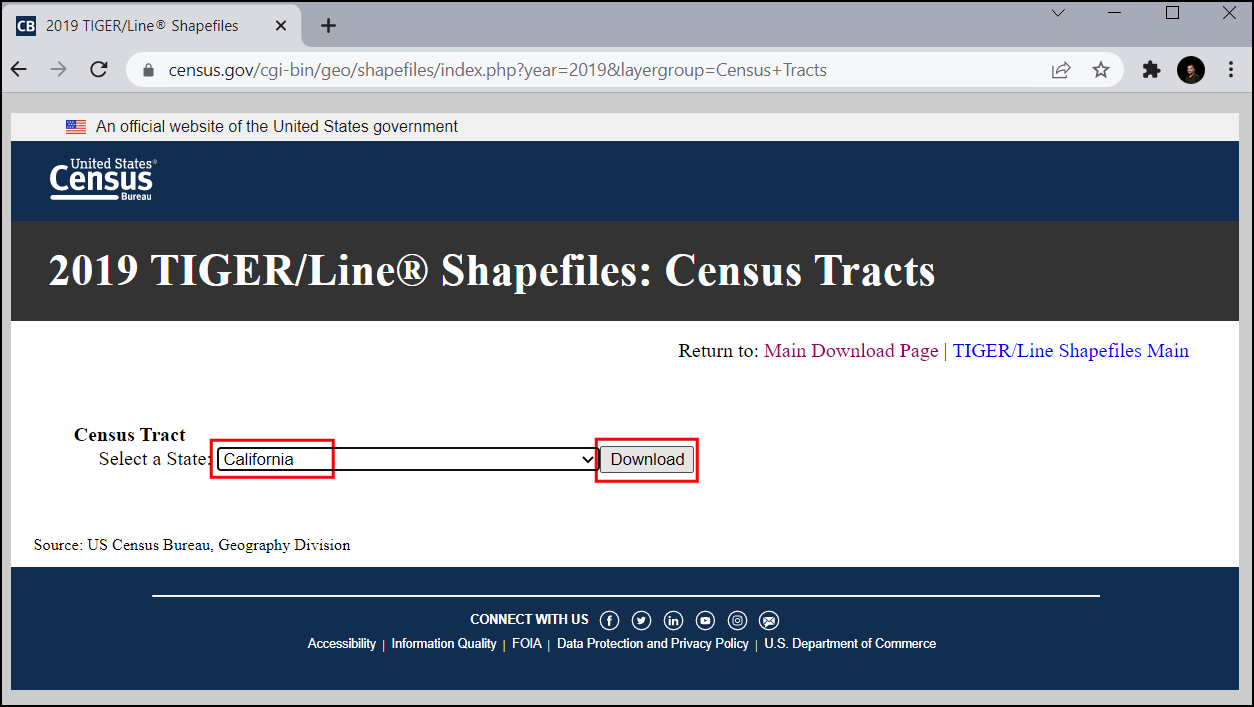 CB 2019 TIGER/Line® Shapefiles
census.gov/cgi-bin/geo/shapefiles/index.php?year=2019&layergroup=Census+Tracts
An official website of the United States government
United States®
Census
Bureau
2019 TIGER/Line® Shapefiles: Census Tracts
Return to: Main Download Page | TIGER/Line Shapefiles Main
Census Tract
Select a State: California Download
Source: US Census Bureau, Geography Division
CONNECT WITH US
Accessibility | Information Quality | FOIA | Data Protection and Privacy Policy | U.S. Department of Commerce